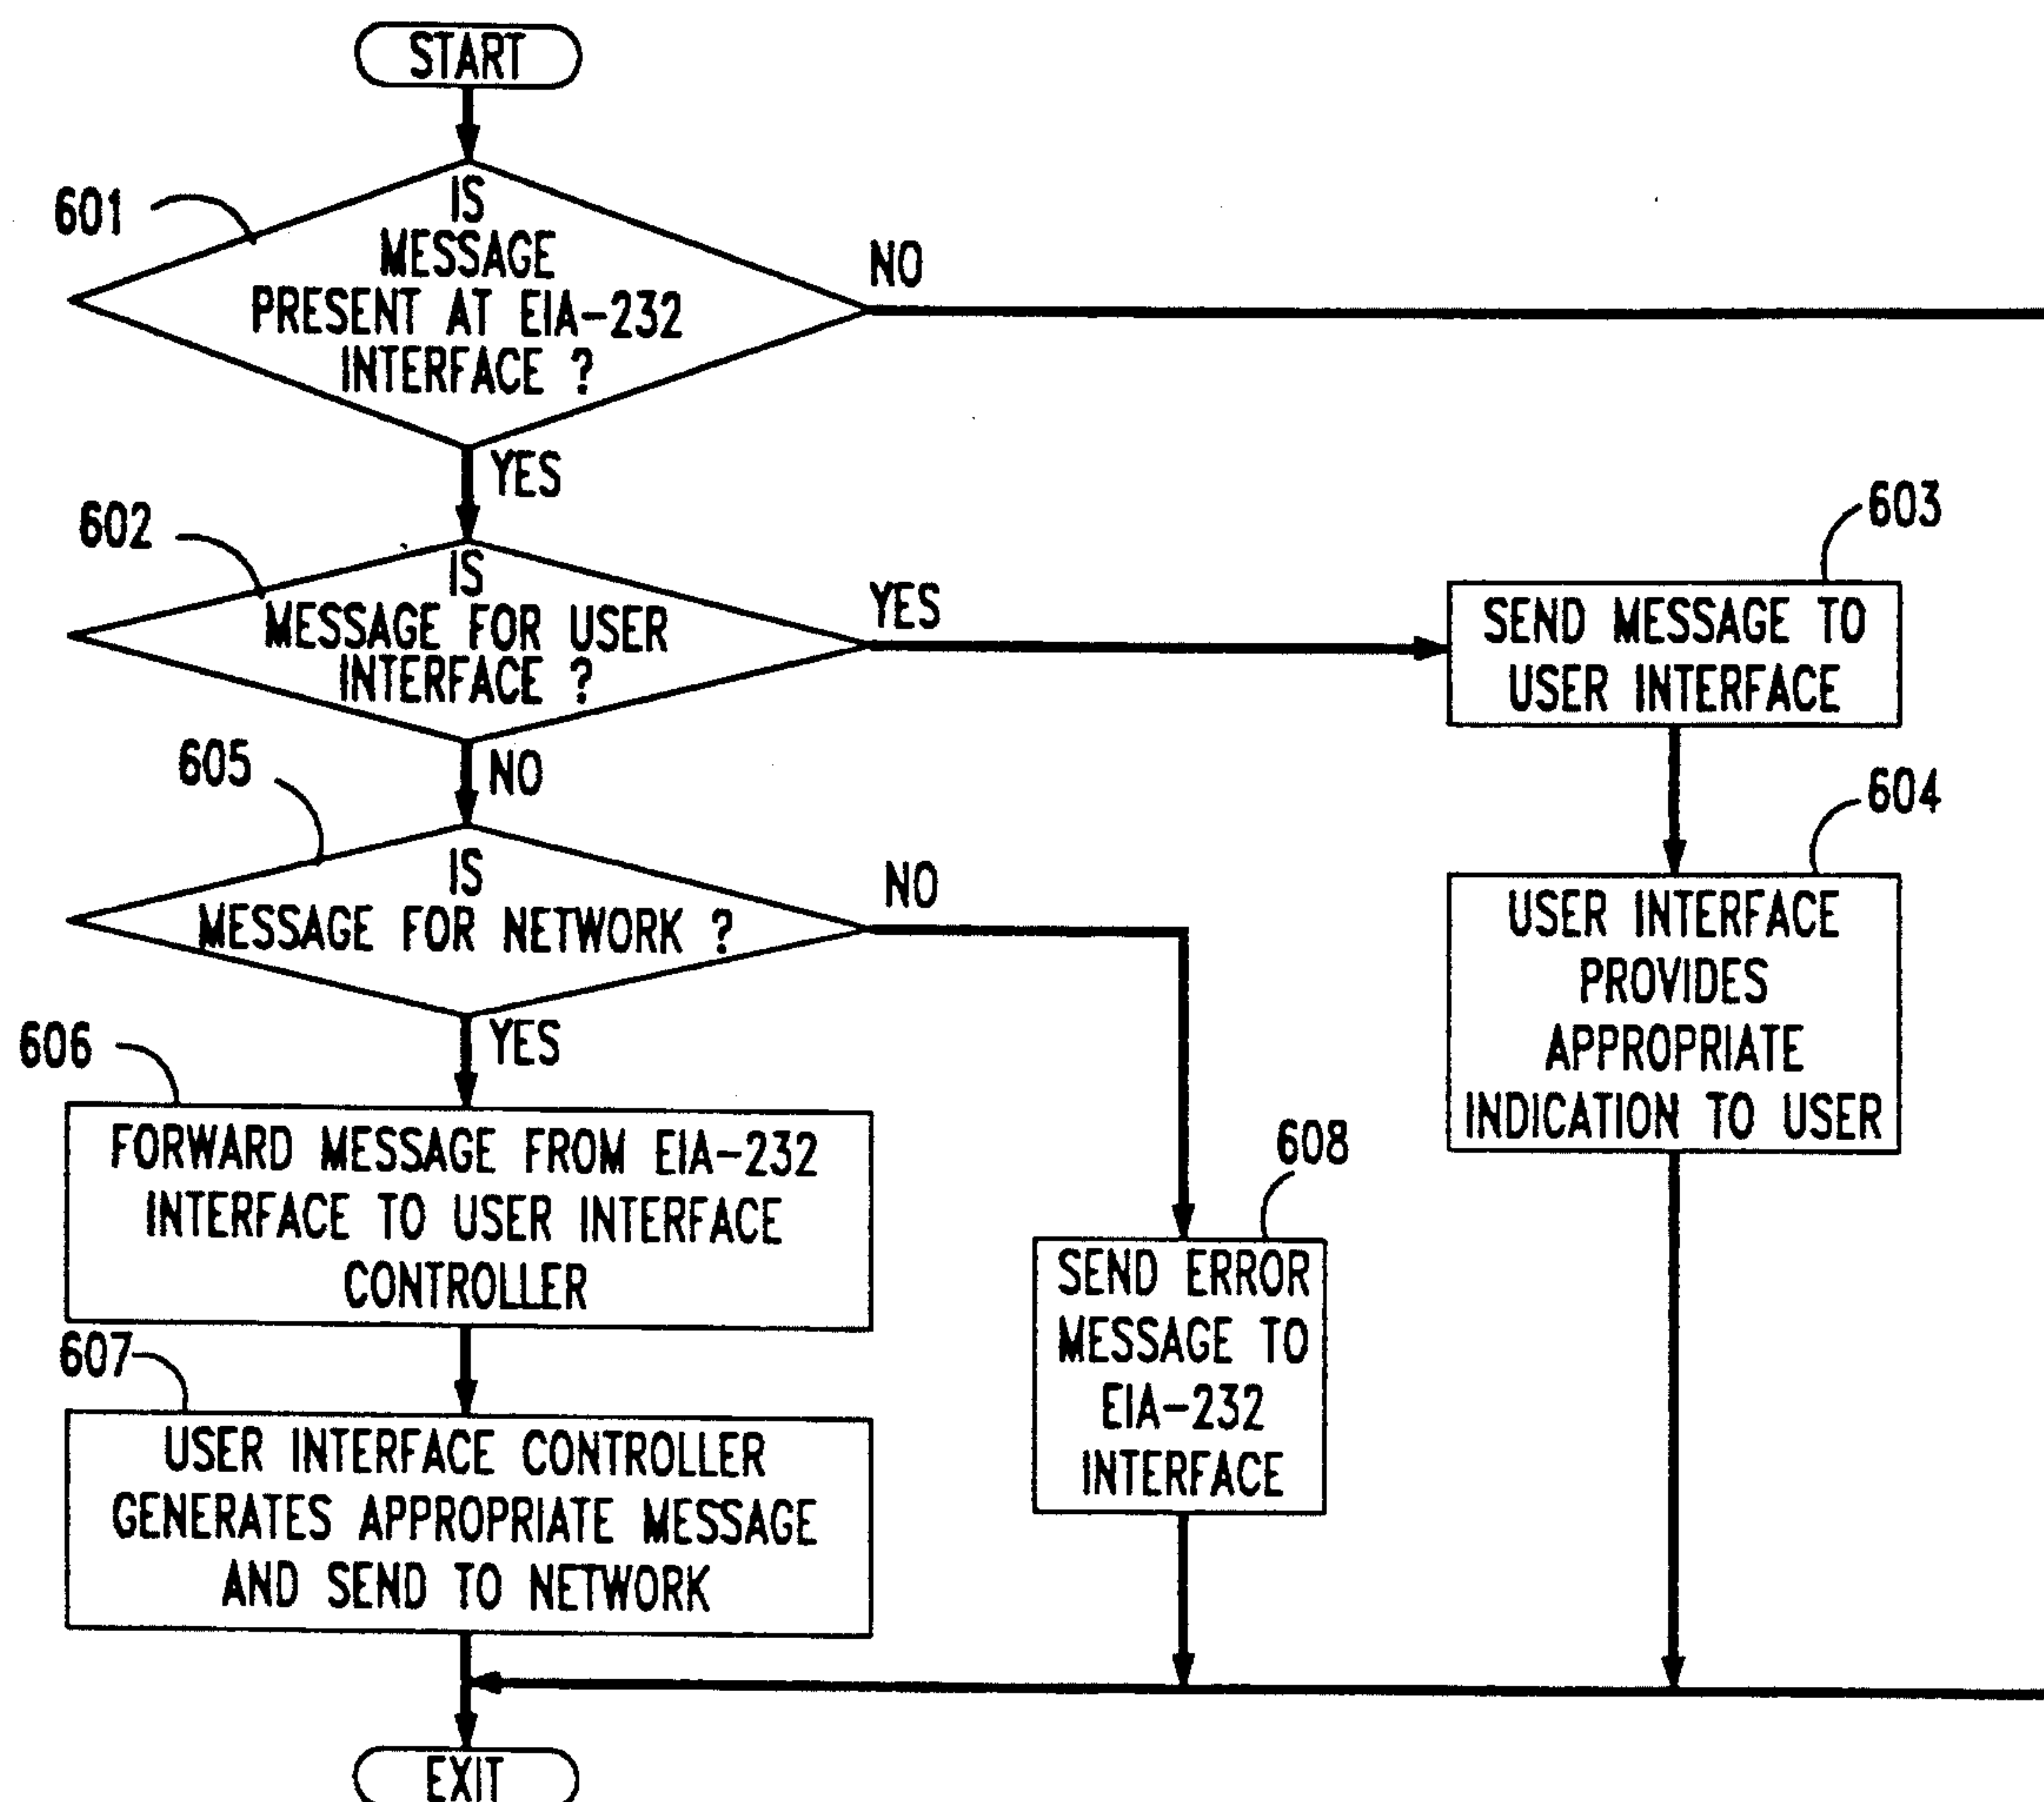 START
601
IS
MESSAGE
PRESENT AT EIA-232
INTERFACE ?
NO
YES
602
IS
MESSAGE FOR USER
INTERFACE ?
YES
603
SEND MESSAGE TO
USER INTERFACE
NO
605
IS
MESSAGE FOR NETWORK ?
NO
604
USER INTERFACE
PROVIDES
APPROPRIATE
INDICATION TO USER
YES
606
FORWARD MESSAGE FROM EIA-232
INTERFACE TO USER INTERFACE
CONTROLLER
608
SEND ERROR
MESSAGE TO
EIA-232
INTERFACE
607
USER INTERFACE CONTROLLER
GENERATES APPROPRIATE MESSAGE
AND SEND TO NETWORK
EXIT